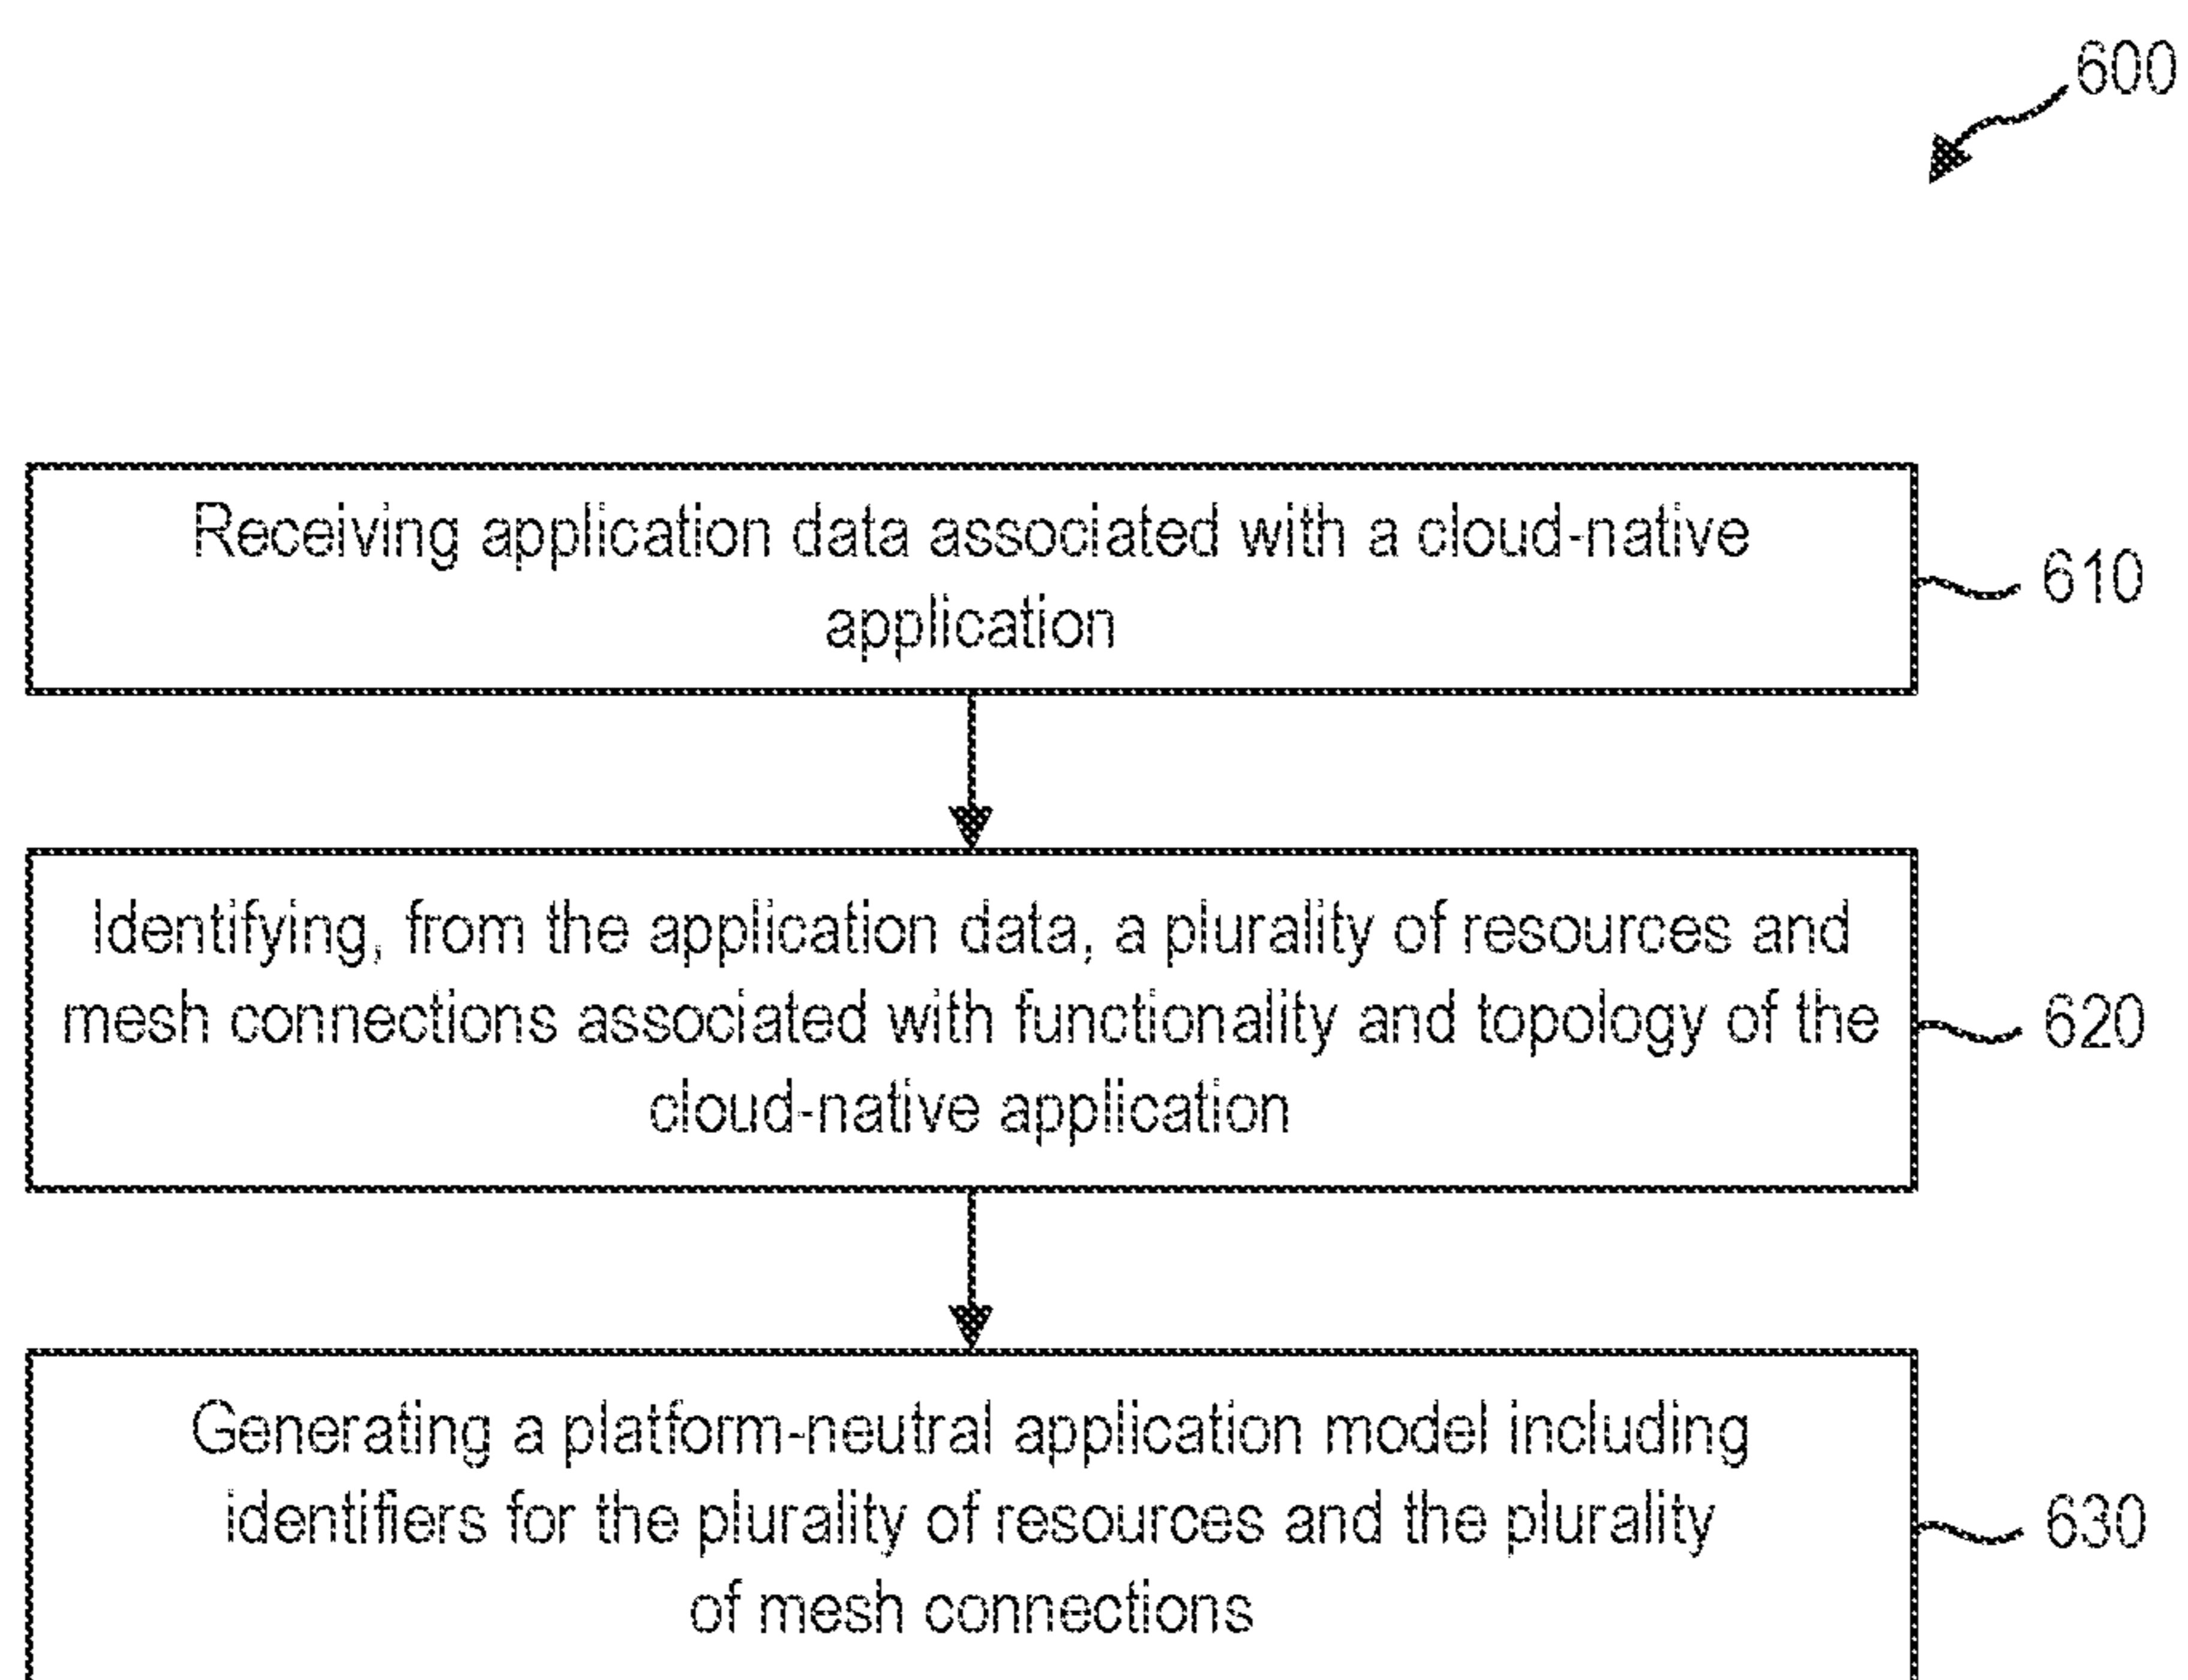 600
Receiving application data associated with a cloud-native
application
610
Identifying, from the application data, a plurality of resources and
mesh connections associated with functionality and topology of the
cloud-native application
620
Generating a platform-neutral application model including
identifiers for the plurality of resources and the plurality
of mesh connections
630